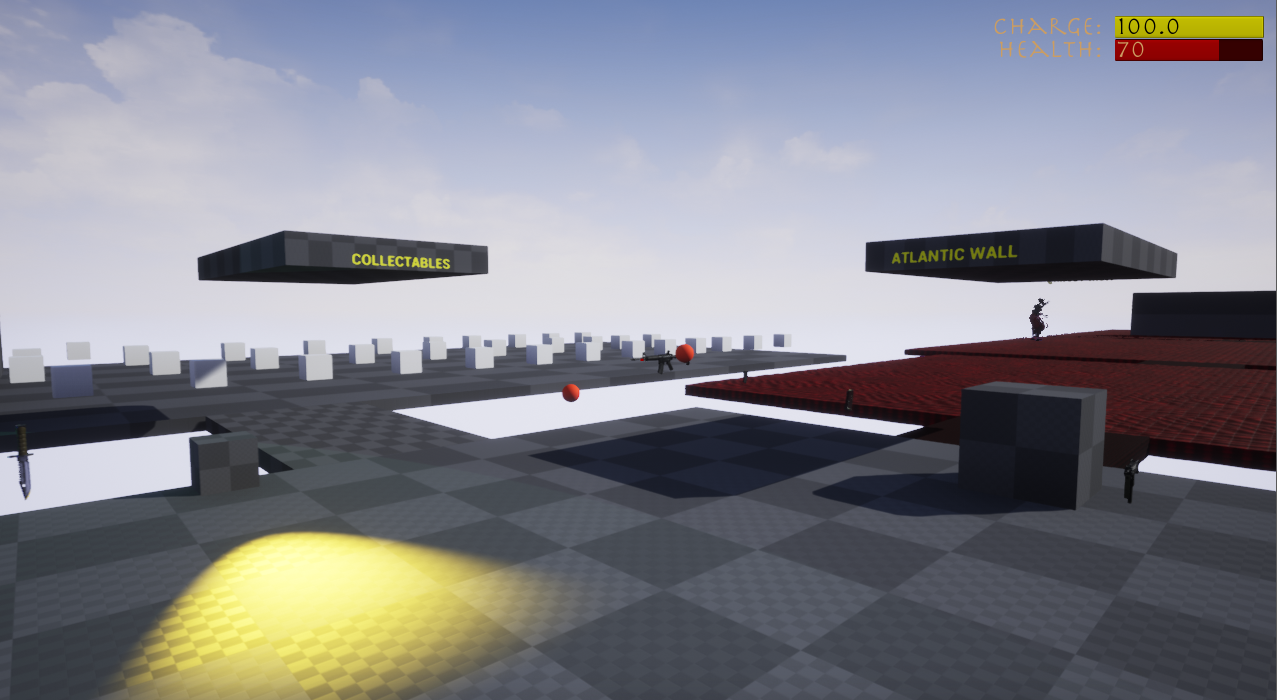 CHARGE: 100.0
HEALTH: 70
COLLECTABLES
ATLANTIC WALL